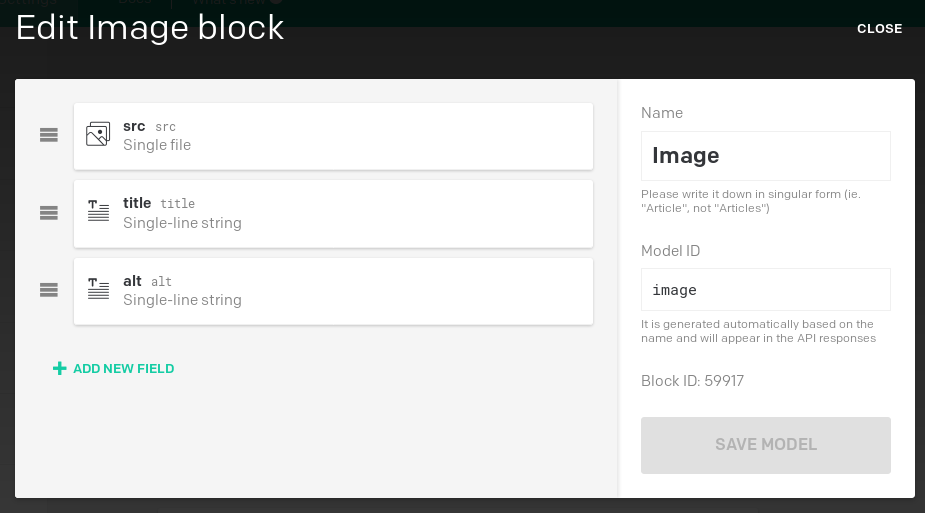 Edit Image block
CLOSE
src src
Single file
title title
Single-line string
alt alt
Single-line string
ADD NEW FIELD
Name
Image
Please write it down in singular form (ie.
"Article", not "Articles")
Model ID
image
It is generated automatically based on the
name and will appear in the API responses
Block ID: 59917
SAVE MODEL